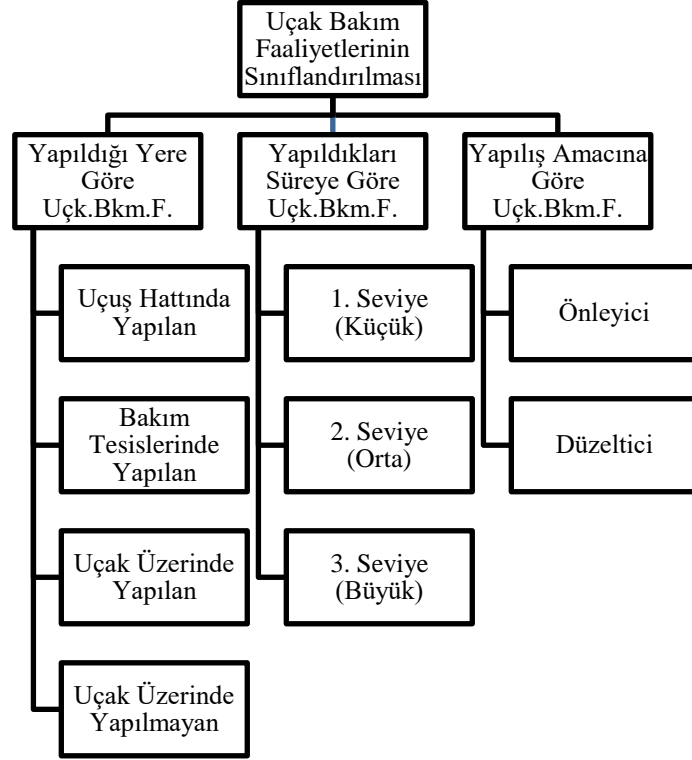 Uçak Bakım
Faaliyetlerinin
Sınıflandırılması
Yapıldığı Yere
Göre
Uçk.Bkm.F.
Yapıldıkları
Süreye Göre
Uçk.Bkm.F.
Yapılış Amacına
Göre
Uçk.Bkm.F.
Uçuş Hattında
Yapılan
Bakım
Tesislerinde
Yapılan
Uçak Üzerinde
Yapılan
Uçak Üzerinde
Yapılmayan
1. Seviye
(Küçük)
2. Seviye
(Orta)
3. Seviye
(Büyük)
Önleyici
Düzeltici